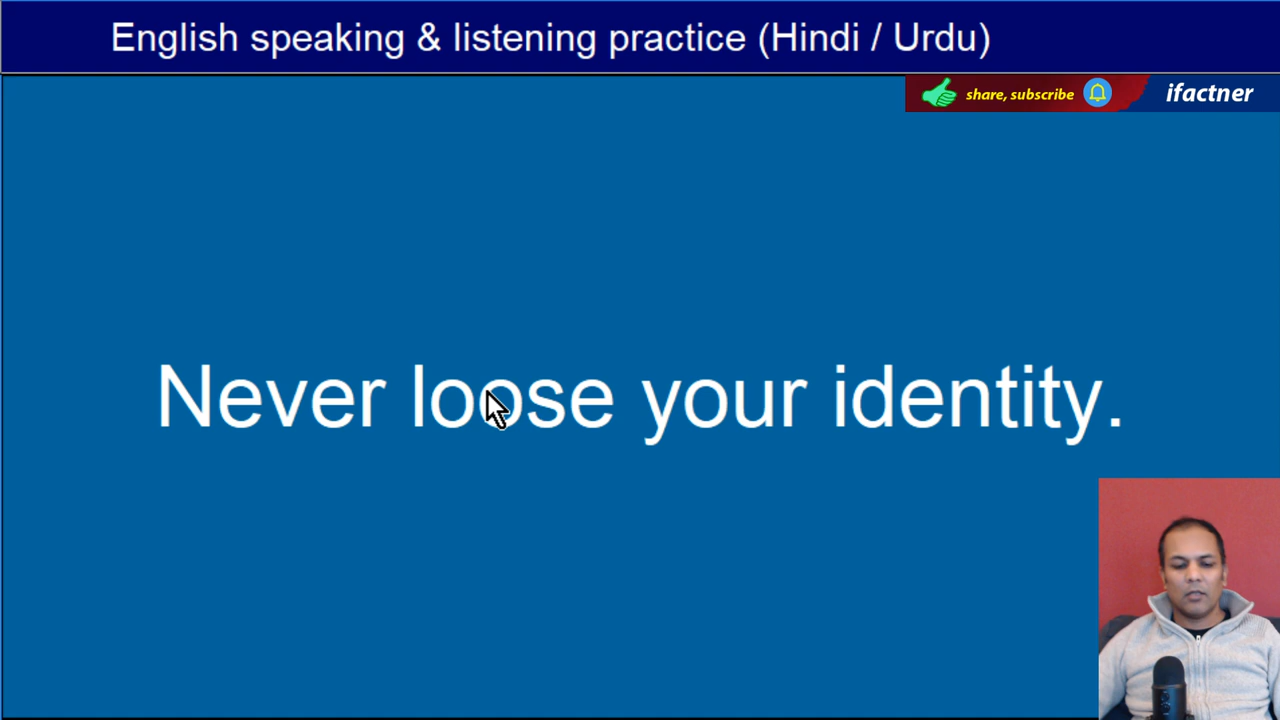 English speaking & listening practice (Hindi / Urdu)
share, subscribe
ifactner
Never loose your identity.